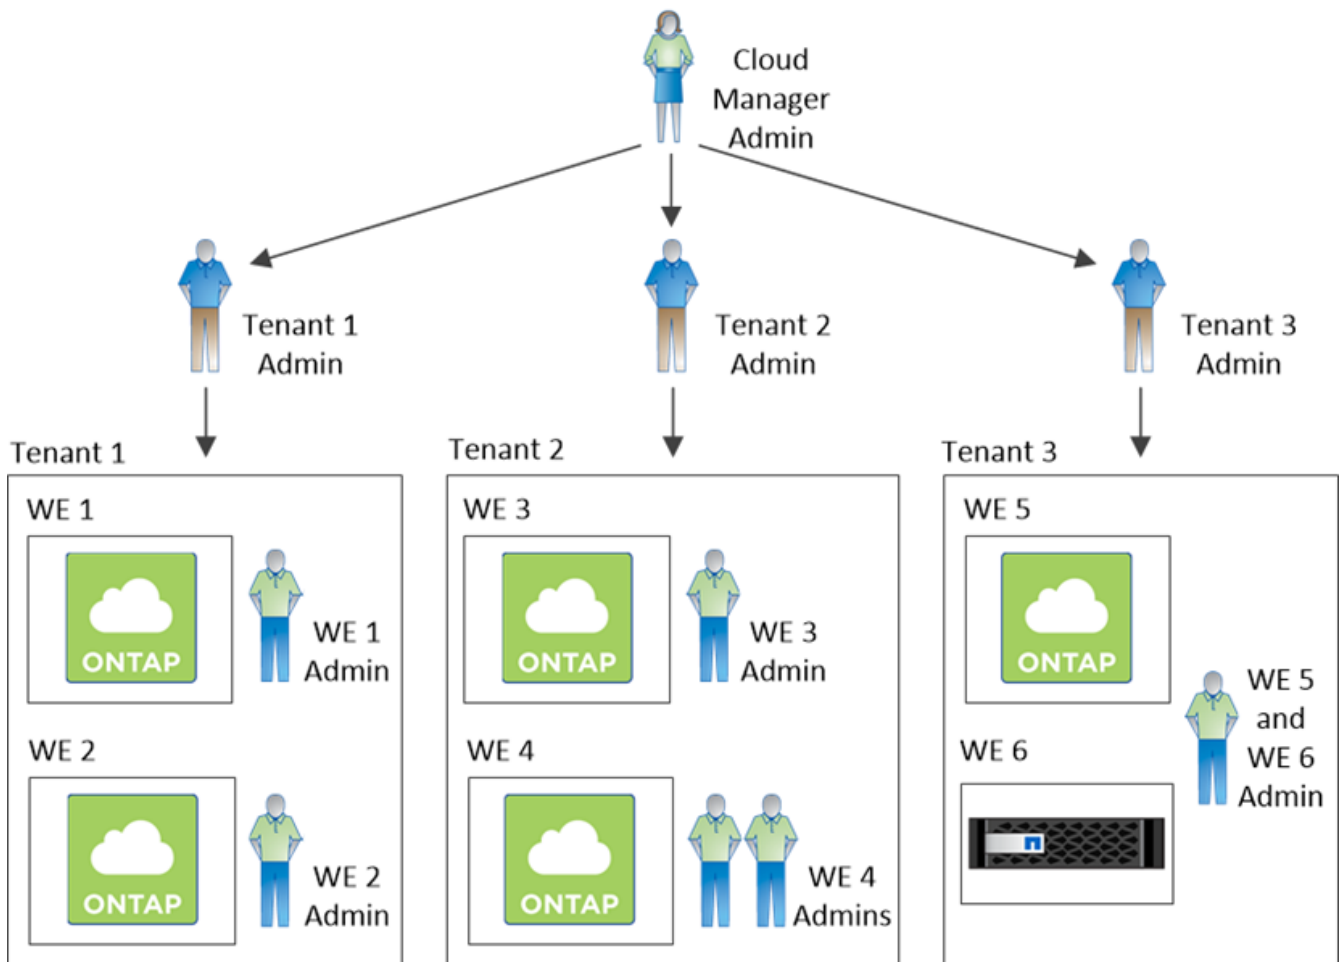 Cloud
Manager
Admin
Tenant 1
Admin
Tenant 2
Admin
Tenant 3
Admin
Tenant 1
WE 1
ONTAP
WE 1
Admin
WE 2
ONTAP
WE 2
Admin
Tenant 2
WE 3
ONTAP
WE 3
Admin
WE 4
ONTAP
WE 4
Admins
Tenant 3
WE 5
ONTAP
WE 5
and
WE 6
Admin
WE 6